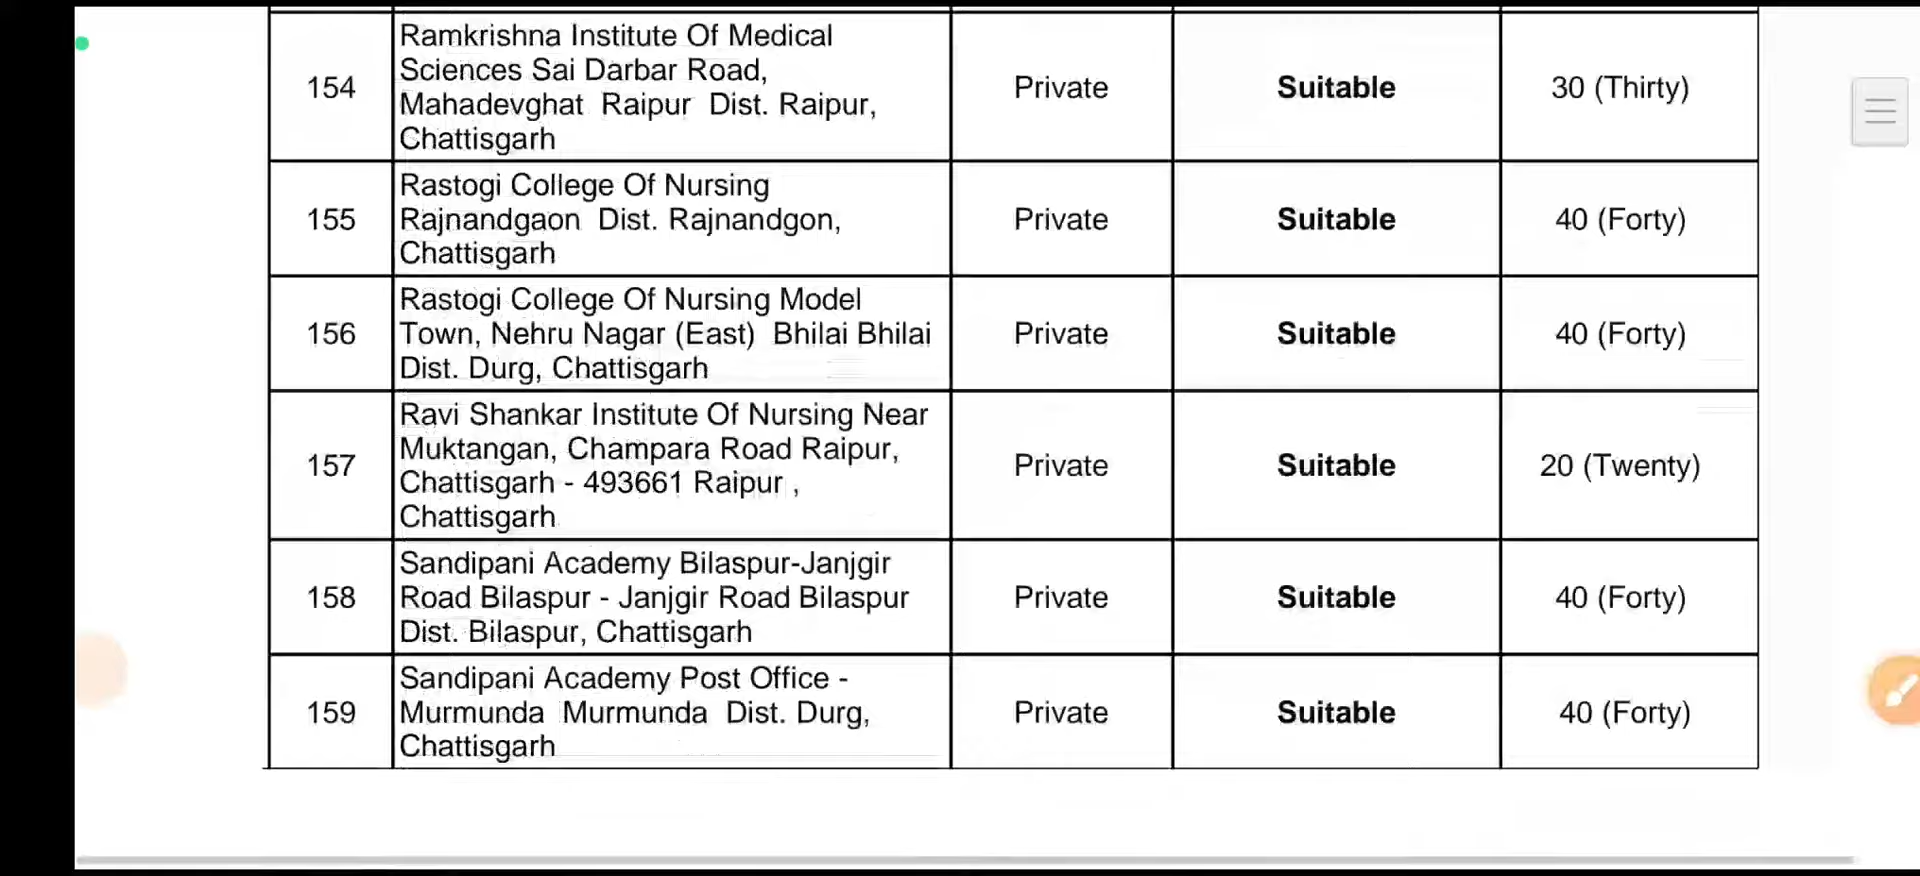 154
Ramkrishna Institute Of Medical
Sciences Sai Darbar Road,
Mahadevghat Raipur Dist. Raipur,
Chattisgarh
Private
Suitable
30 (Thirty)
155
Rastogi College Of Nursing
Rajnandgaon Dist. Rajnandgon,
Chattisgarh
Private
Suitable
40 (Forty)
156
Rastogi College Of Nursing Model
Town, Nehru Nagar (East) Bhilai Bhilai
Dist. Durg, Chattisgarh
Private
Suitable
40 (Forty)
157
Ravi Shankar Institute Of Nursing Near
Muktangan, Champara Road Raipur,
Chattisgarh - 493661 Raipur ,
Chattisgarh
Private
Suitable
20 (Twenty)
158
Sandipani Academy Bilaspur-Janjgir
Road Bilaspur - Janjgir Road Bilaspur
Dist. Bilaspur, Chattisgarh
Private
Suitable
40 (Forty)
159
Sandipani Academy Post Office -
Murmunda Murmunda Dist. Durg,
Chattisgarh
Private
Suitable
40 (Forty)